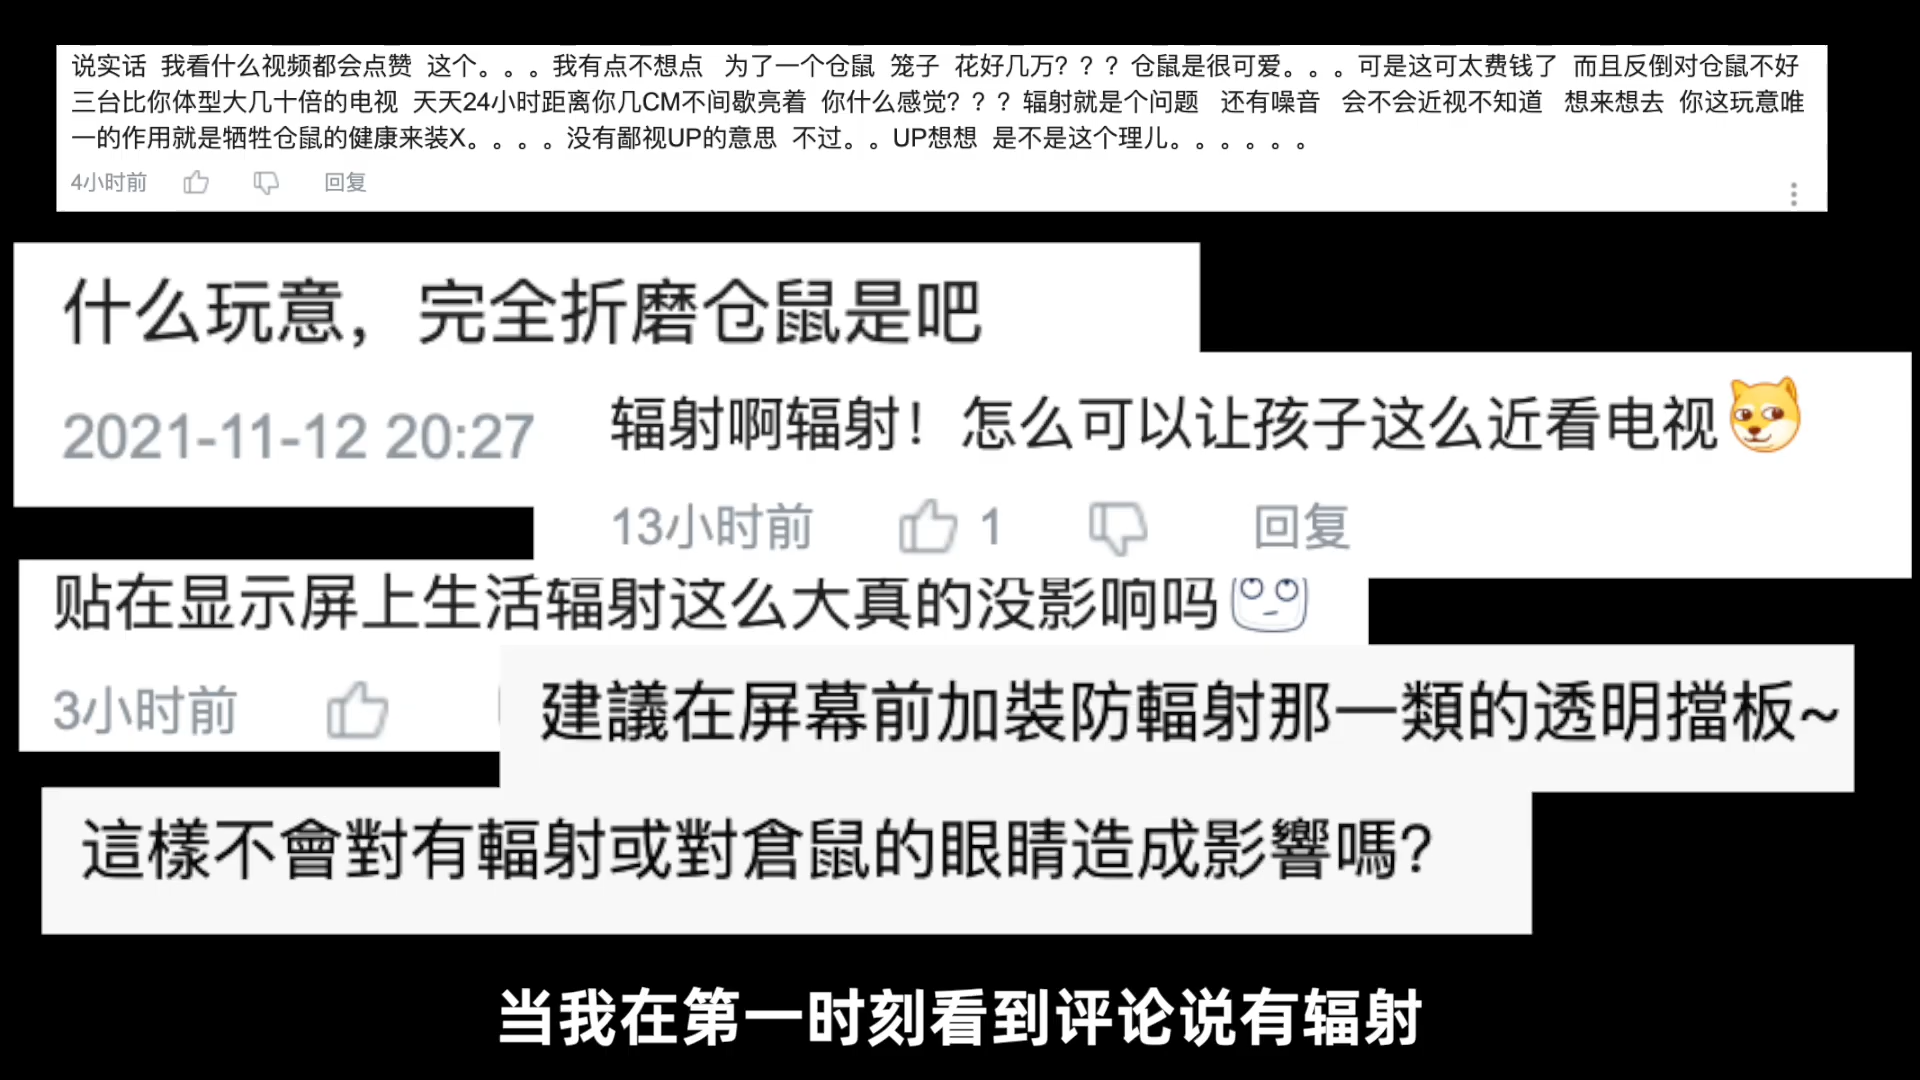 说实话 我看什么视频都会点赞 这个。。。我有点不想点 为了一个仓鼠 笼子 花好几万？？？仓鼠是很可爱。。。可是这可太费钱了 而且反倒对仓鼠不好
三台比你体型大几十倍的电视 天天24小时距离你几CM不间歇亮着 你什么感觉？？？辐射就是个问题 还有噪音 会不会近视不知道 想来想去 你这玩意唯
一的作用就是牺牲仓鼠的健康来装X。。。。没有鄙视UP的意思 不过。。UP想想 是不是这个理儿。。。。。。
4小时前 回复
什么玩意，完全折磨仓鼠是吧
2021-11-12 20:27
辐射啊辐射！怎么可以让孩子这么近看电视
13小时前 1 回复
贴在显示屏上生活辐射这么大真的没影响吗
3小时前
建議在屏幕前加裝防輻射那一類的透明擋板~
這樣不會對有輻射或對倉鼠的眼睛造成影響嗎?
当我在第一时刻看到评论说有辐射